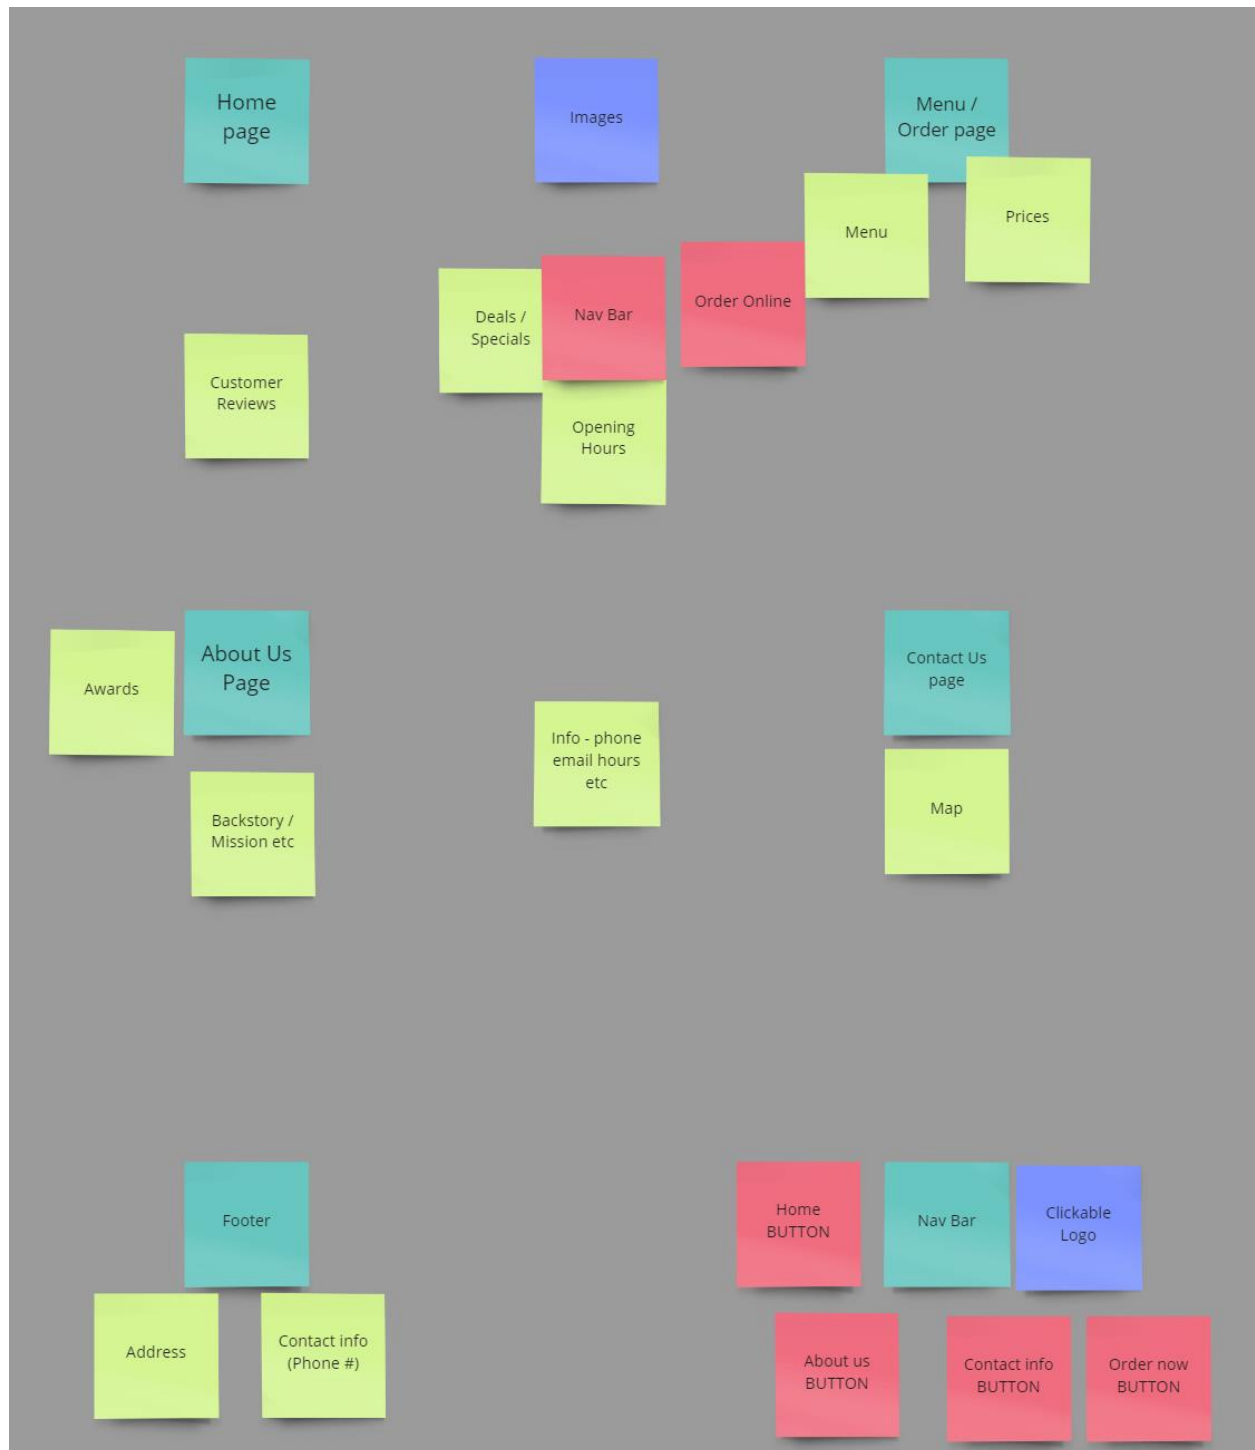 Home
page
Images
Menu /
Order page
Menu
Prices
Deals /
Specials
Nav Bar
Order Online
Customer
Reviews
Opening
Hours
Awards
About Us
Page
Contact Us
page
Info - phone
email hours
etc
Backstory /
Mission etc
Map
Footer
Home
BUTTON
Nav Bar
Clickable
Logo
Address
Contact info
(Phone #)
About us
BUTTON
Contact info
BUTTON
Order now
BUTTON